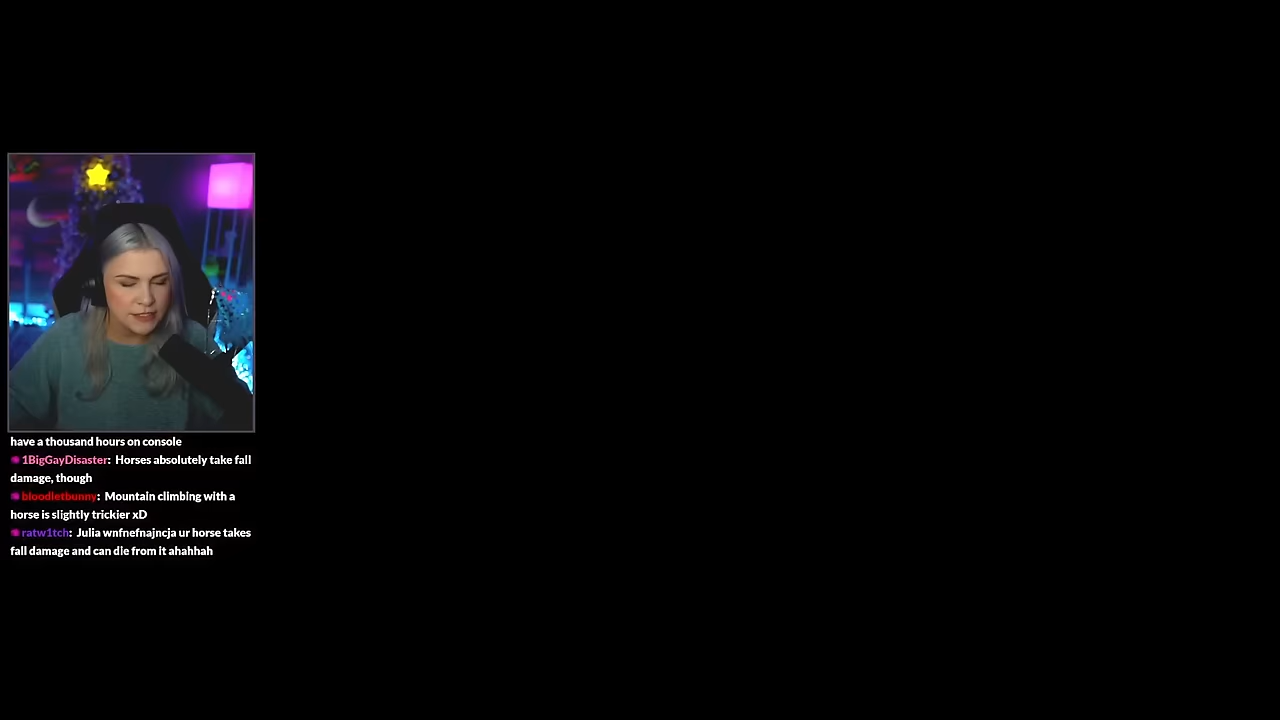 have a thousand hours on console
1BigGayDisaster: Horses absolutely take fall
damage, though
bloodletbunny: Mountain climbing with a
horse is slightly trickier xD
ratw1tch: Julia wnfnefnajncja ur horse takes
fall damage and can die from it ahahhah